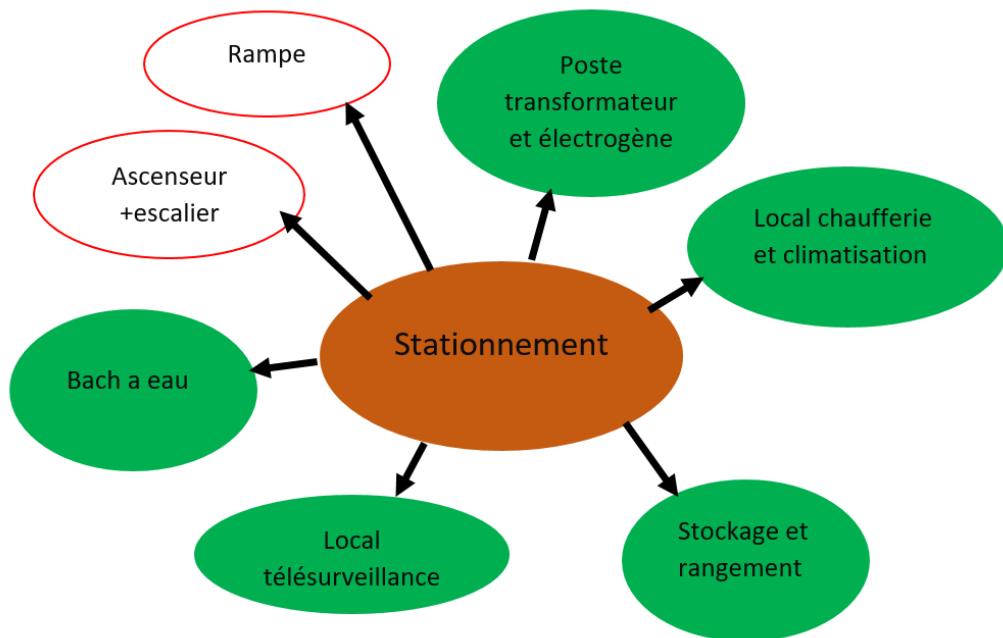 Rampe
Poste
transformateur
et électrogène
Ascenseur
+escalier
Local chaufferie
et climatisation
Stationnement
Bach a eau
Local
télésurveillance
Stockage et
rangement